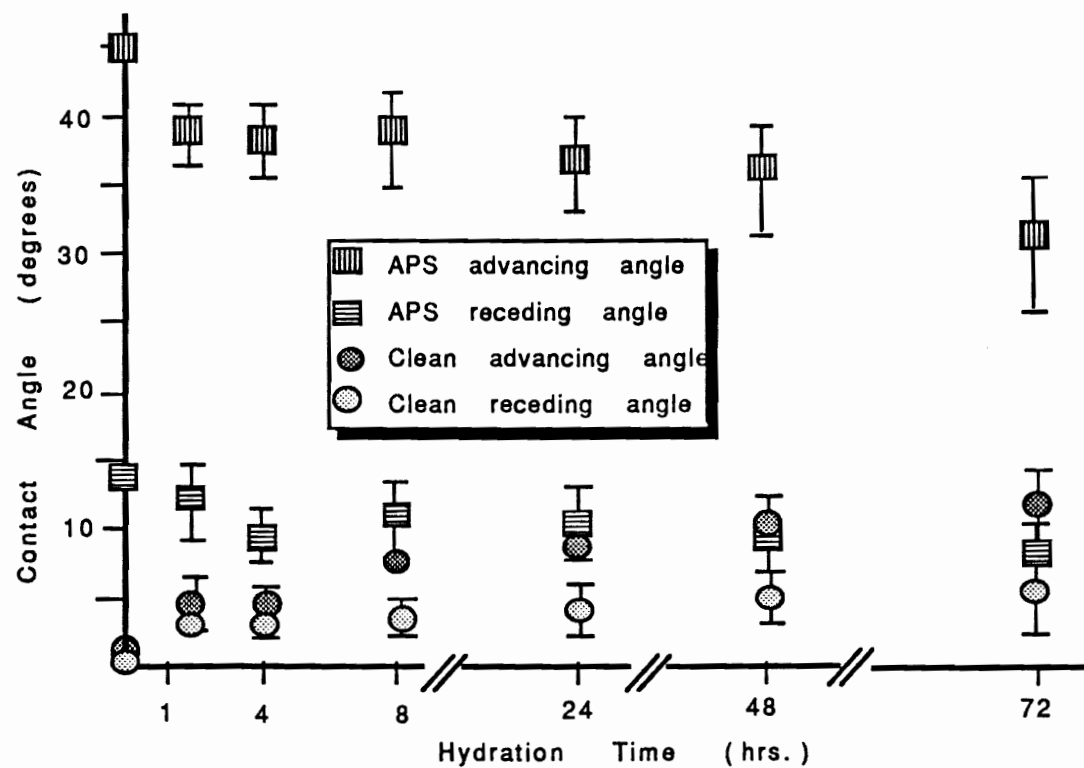 40
30
20
10
Contact Angle (degrees)
APS advancing angle
APS receding angle
Clean advancing angle
Clean receding angle
1 4 8 24 48 72
Hydration Time (hrs.)